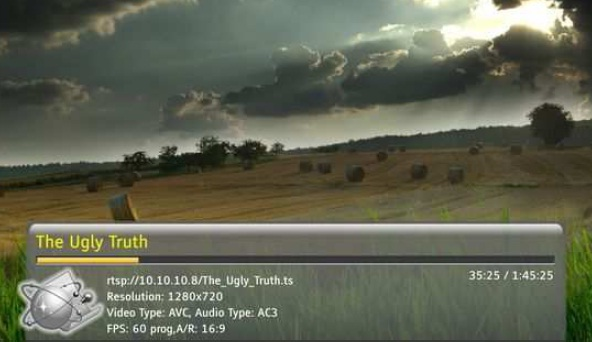 The Ugly Truth
35:25 / 1:45:25
rtsp://10.10.10.8/The_Ugly_Truth.ts
Resolution: 1280x720
Video Type: AVC, Audio Type: AC3
FPS: 60 prog,A/R: 16:9